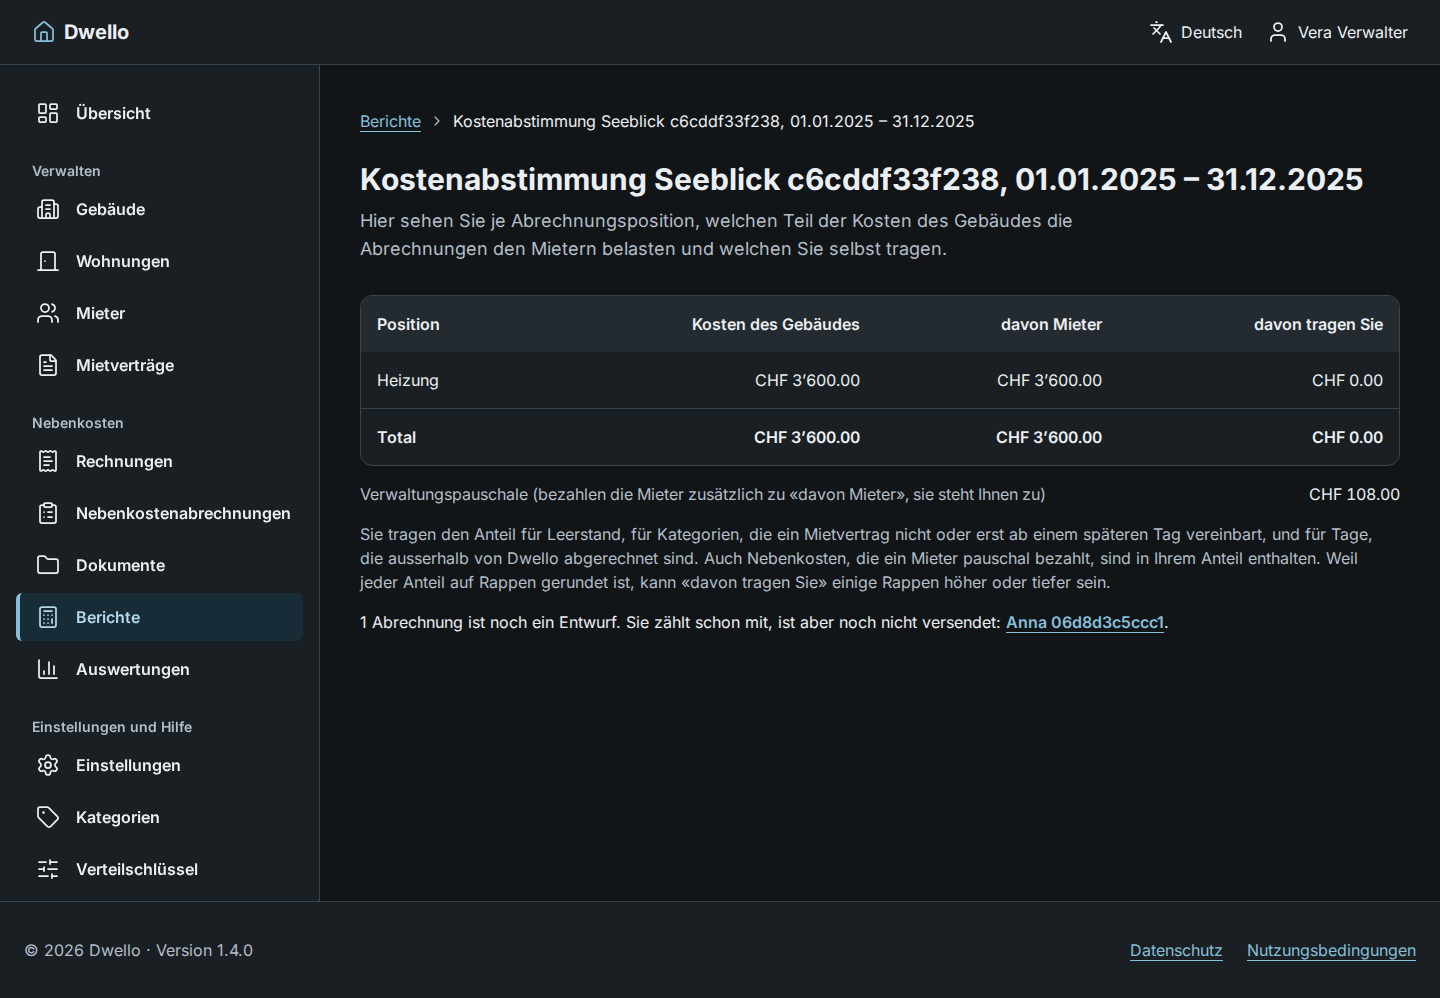 Dwello
Deutsch
Vera Verwalter
Übersicht
Verwalten
Gebäude
Wohnungen
Mieter
Mietverträge
Nebenkosten
Rechnungen
Nebenkostenabrechnungen
Dokumente
Berichte
Auswertungen
Einstellungen und Hilfe
Einstellungen
Kategorien
Verteilschlüssel
Berichte > Kostenabstimmung Seeblick c6cddf33f238, 01.01.2025 – 31.12.2025
Kostenabstimmung Seeblick c6cddf33f238, 01.01.2025 – 31.12.2025
Hier sehen Sie je Abrechnungsposition, welchen Teil der Kosten des Gebäudes die
Abrechnungen den Mietern belasten und welchen Sie selbst tragen.
Position Kosten des Gebäudes davon Mieter davon tragen Sie
Heizung CHF 3’600.00 CHF 3’600.00 CHF 0.00
Total CHF 3’600.00 CHF 3’600.00 CHF 0.00
Verwaltungspauschale (bezahlen die Mieter zusätzlich zu «davon Mieter», sie steht Ihnen zu) CHF 108.00
Sie tragen den Anteil für Leerstand, für Kategorien, die ein Mietvertrag nicht oder erst ab einem späteren Tag vereinbart, und für Tage,
die ausserhalb von Dwello abgerechnet sind. Auch Nebenkosten, die ein Mieter pauschal bezahlt, sind in Ihrem Anteil enthalten. Weil
jeder Anteil auf Rappen gerundet ist, kann «davon tragen Sie» einige Rappen höher oder tiefer sein.
1 Abrechnung ist noch ein Entwurf. Sie zählt schon mit, ist aber noch nicht versendet: Anna 06d8d3c5ccc1.
© 2026 Dwello · Version 1.4.0
Datenschutz
Nutzungsbedingungen